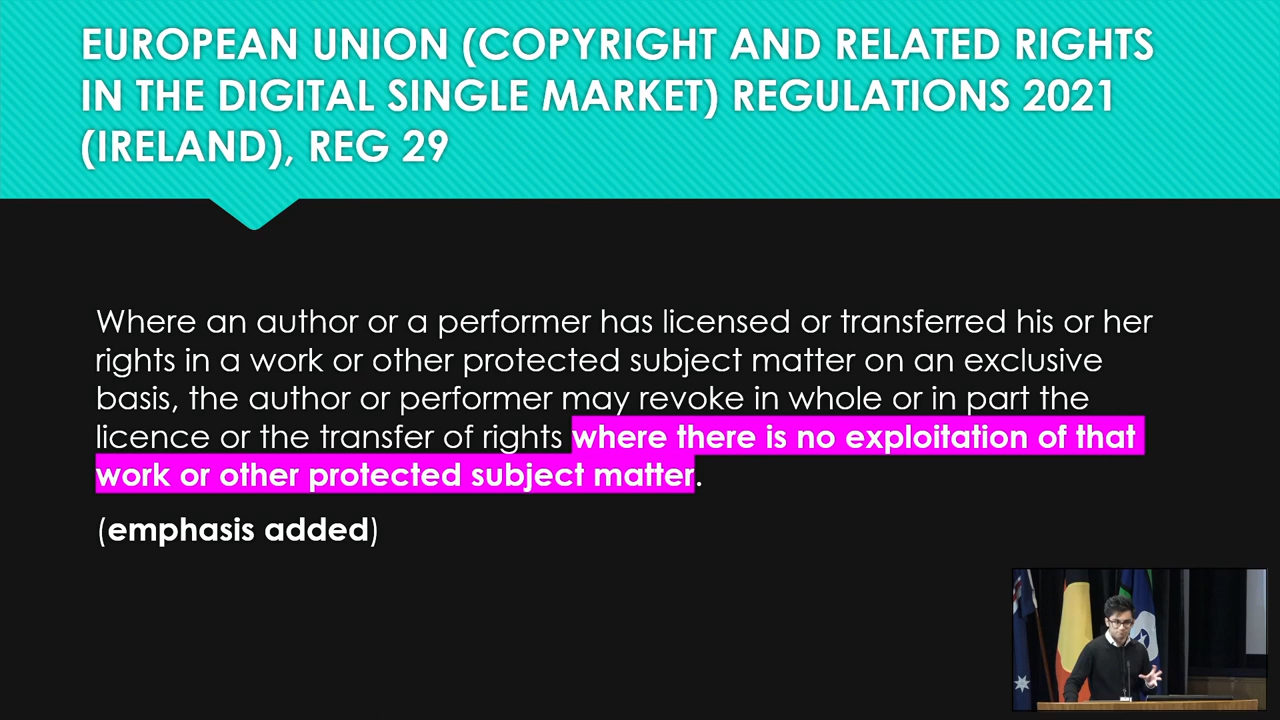 EUROPEAN UNION (COPYRIGHT AND RELATED RIGHTS
IN THE DIGITAL SINGLE MARKET) REGULATIONS 2021
(IRELAND), REG 29
Where an author or a performer has licensed or transferred his or her
rights in a work or other protected subject matter on an exclusive
basis, the author or performer may revoke in whole or in part the
licence or the transfer of rights where there is no exploitation of that
work or other protected subject matter.
(emphasis added)